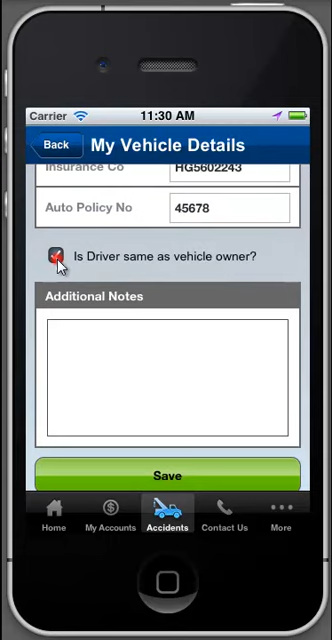 Carrier 11:30 AM
Back My Vehicle Details
Insurance Co HG5602243
Auto Policy No 45678
Is Driver same as vehicle owner?
Additional Notes
Save
Home My Accounts Accidents Contact Us More